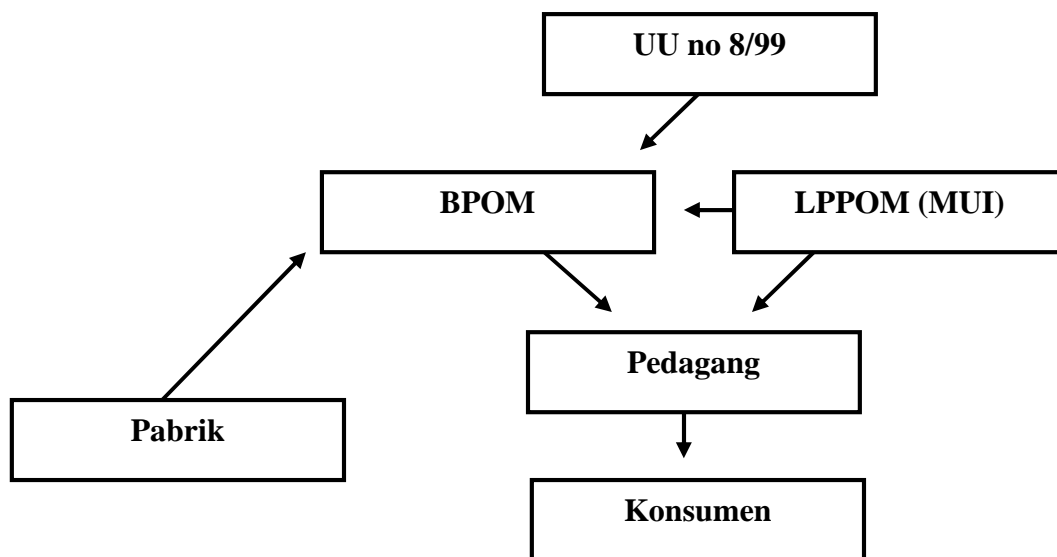 UU no 8/99
BPOM
LPPOM (MUI)
Pedagang
Pabrik
Konsumen